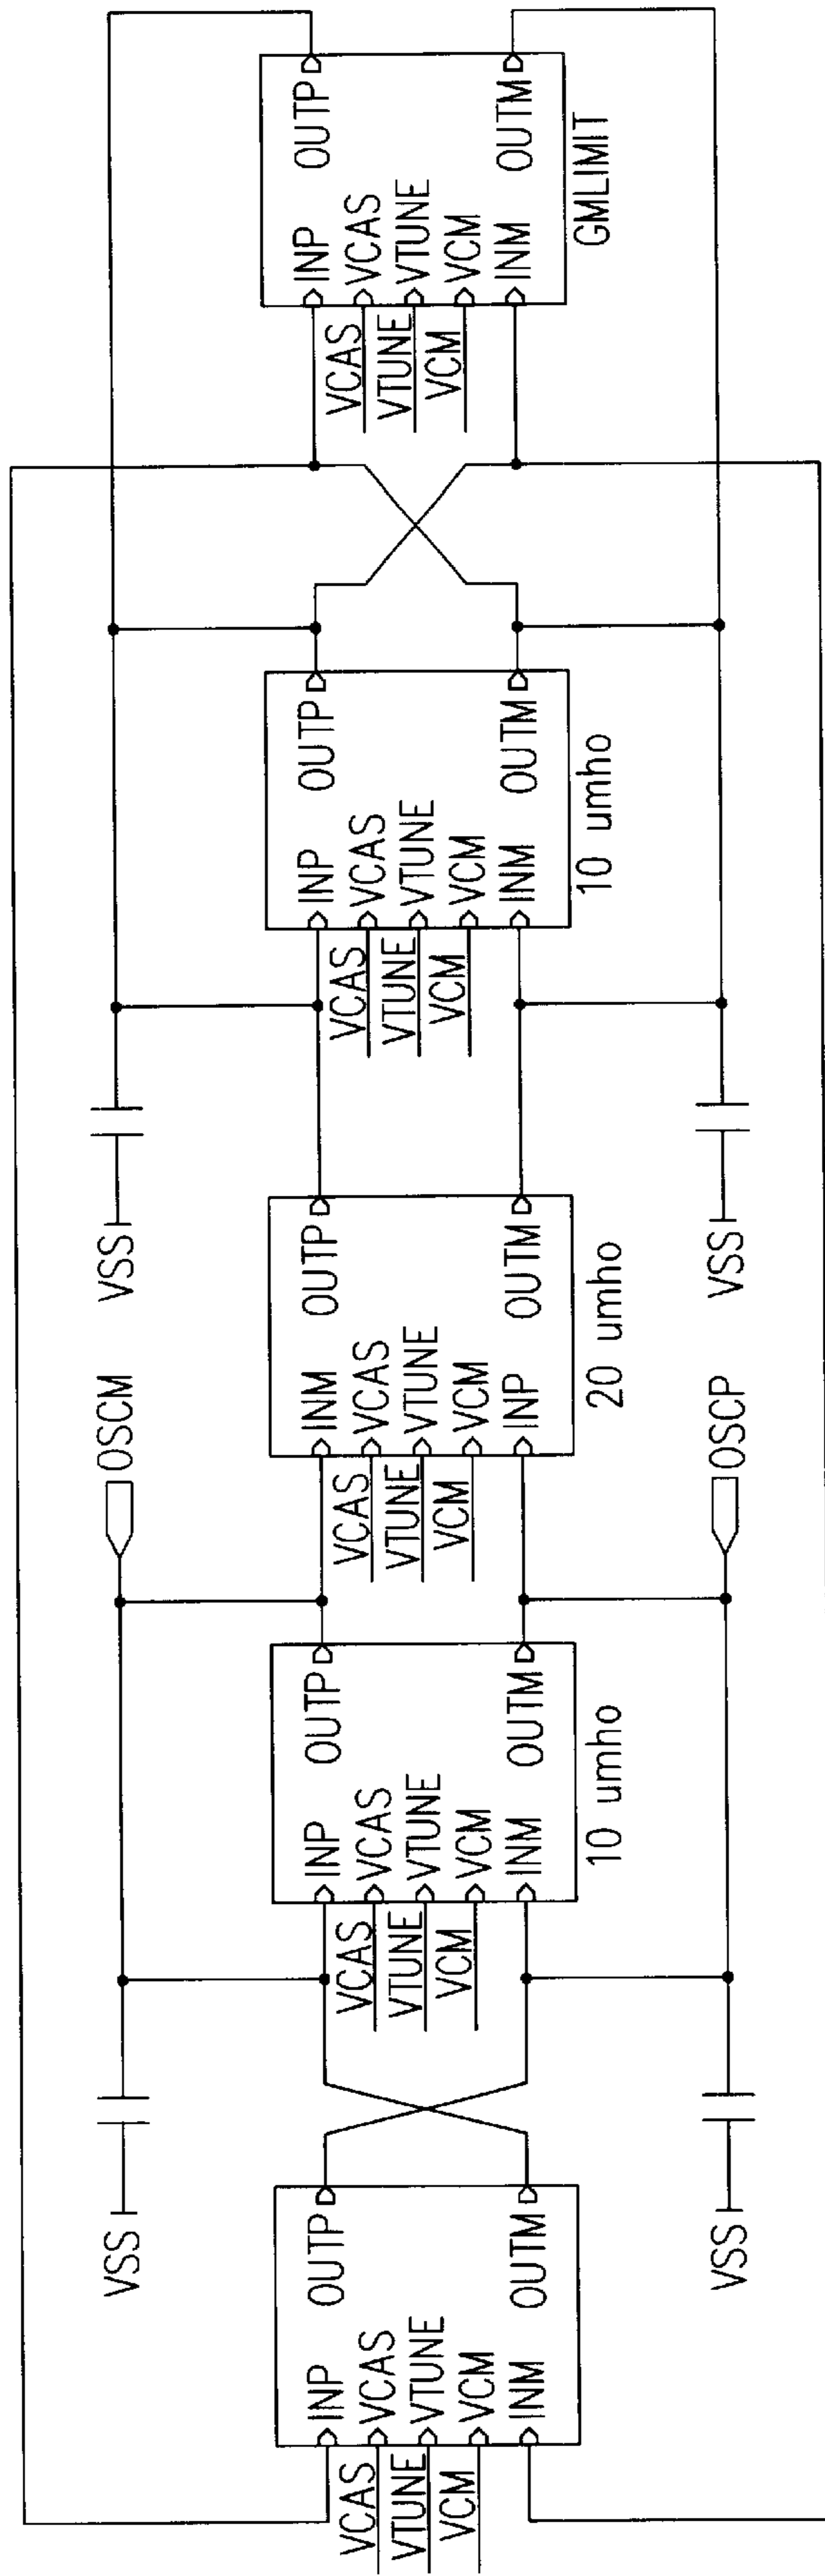 VSS
OSCM
VSS
VCAS
VTUNE
VCM
INP
VCAS
VTUNE
VCM
INM
OUTP
OUTM
VCAS
VTUNE
VCM
INP
VCAS
VTUNE
VCM
INM
OUTP
OUTM
10 umho
VCAS
VTUNE
VCM
INM
VCAS
VTUNE
VCM
INP
OUTP
OUTM
20 umho
VCAS
VTUNE
VCM
INP
VCAS
VTUNE
VCM
INM
OUTP
OUTM
10 umho
VCAS
VTUNE
VCM
INP
VCAS
VTUNE
VCM
INM
OUTP
OUTM
GMLIMIT
VSS
OSCP
VSS